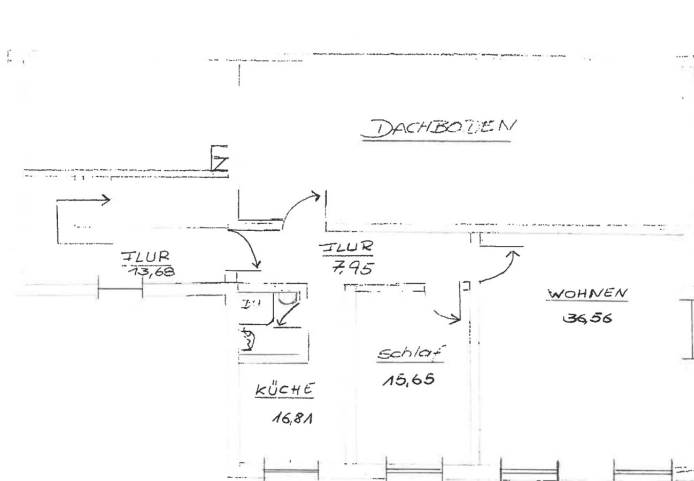 DACHBODEN
FLUR
13,68
FLUR
7,95
WOHNEN
36,56
Schlaf
15,65
KÜCHE
16,81